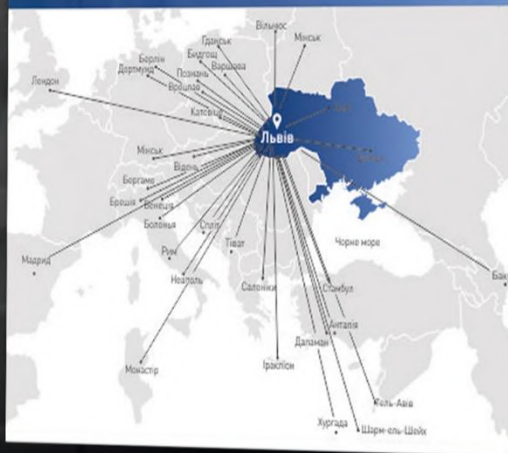 Вільнюс
Мінськ
Гданськ
Бидгощ
Варшава
Берлін
Дортмунд
Познань
Вроцлав
Лондон
Катовіце
Львів
Мінськ
Відень
Бергамо
Брешія
Венеція
Болонья
Спліт
Тіват
Чорне море
Рим
Мадрид
Неаполь
Салоніки
Стамбул
Бак
Анталія
Даламан
Монастір
Іракліон
Тель-Авів
Хургада
Шарм-ель-Шейх